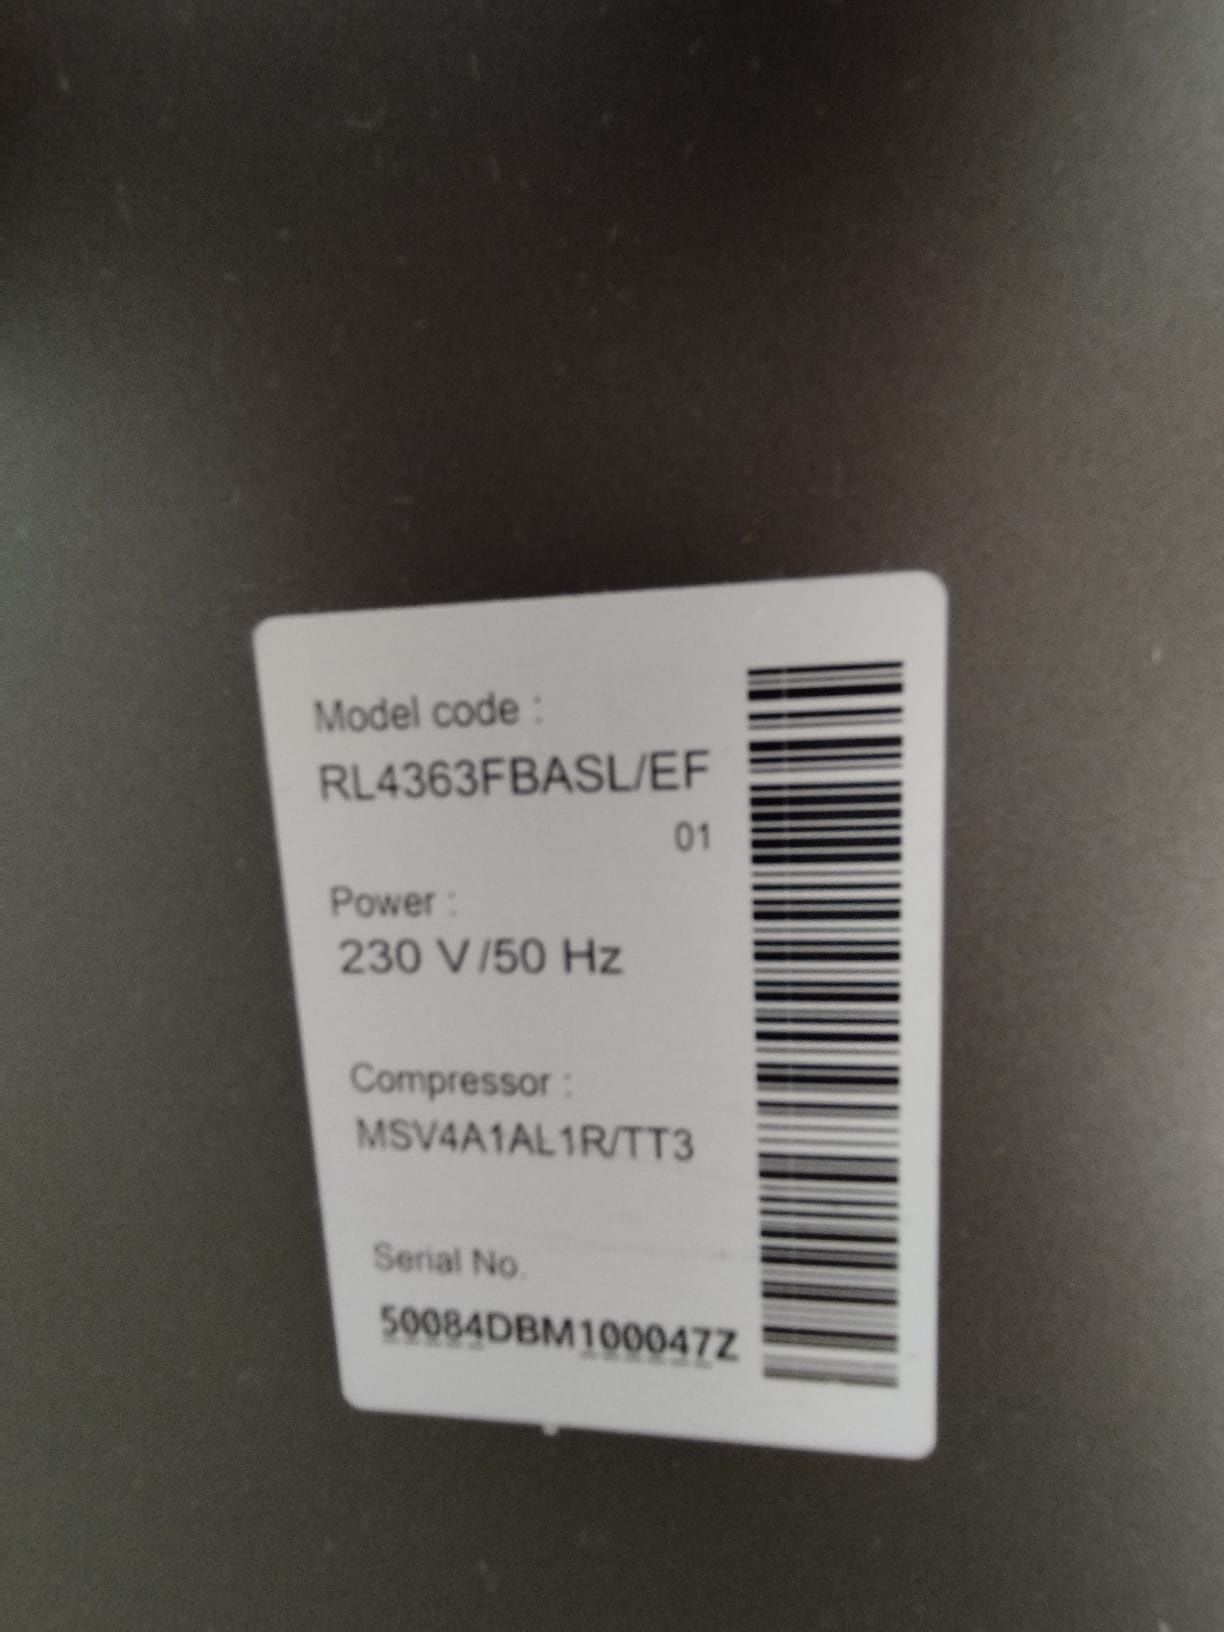 Model code :
RL4363FBASL/EF
01
Power :
230 V/50 Hz
Compressor :
MSV4A1AL1R/TT3
Serial No.
50084DBM100047Z